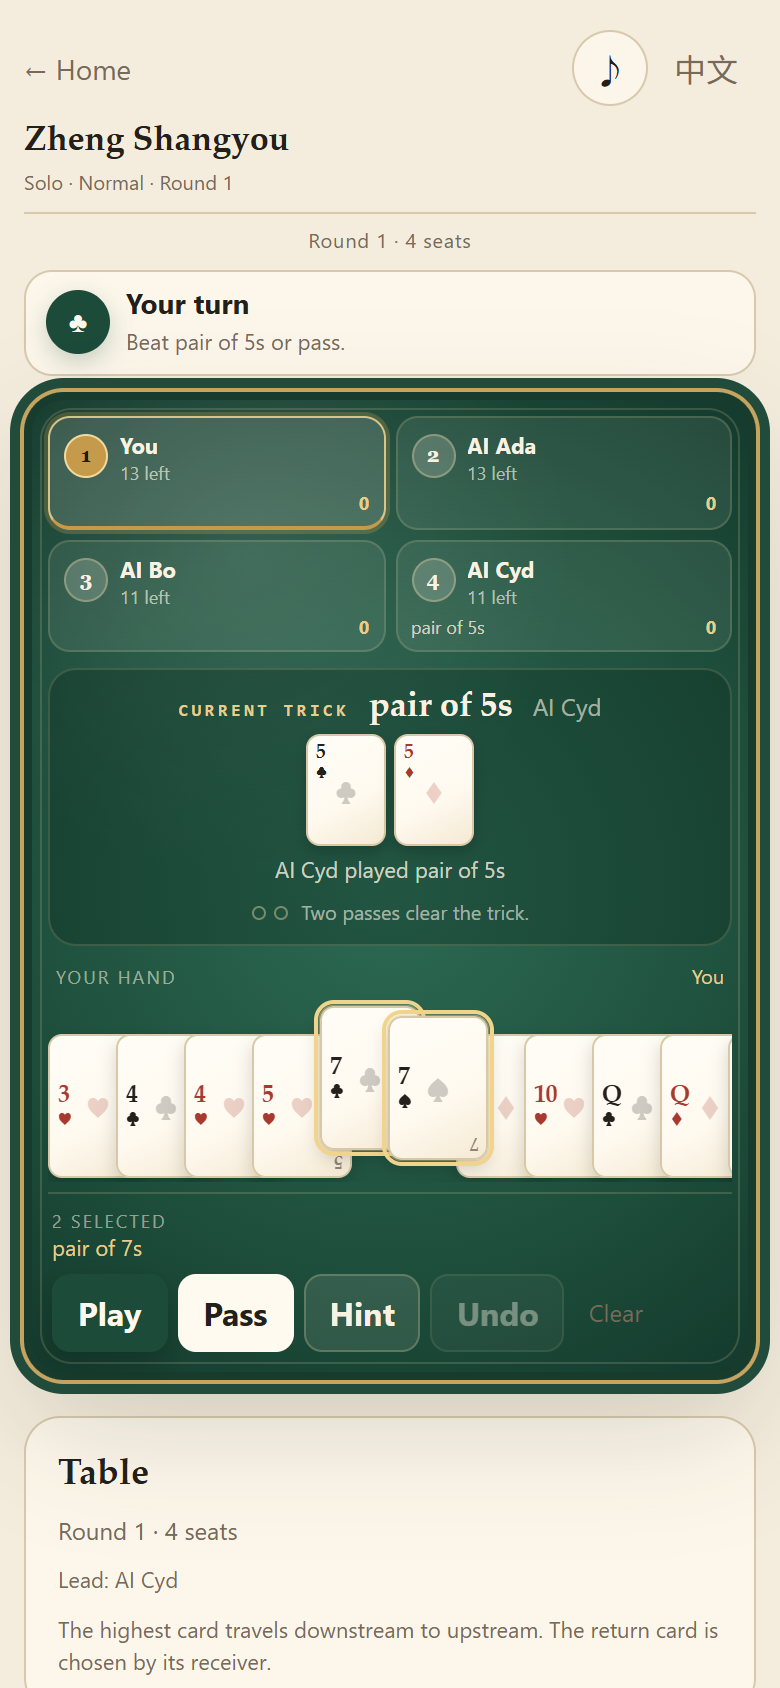 ← Home
♪ 中文
Zheng Shangyou
Solo · Normal · Round 1
Round 1 · 4 seats
Your turn
Beat pair of 5s or pass.
1 You
13 left
0
2 AI Ada
13 left
0
3 AI Bo
11 left
0
4 AI Cyd
11 left
pair of 5s 0
CURRENT TRICK pair of 5s AI Cyd
5 5
AI Cyd played pair of 5s
Two passes clear the trick.
YOUR HAND You
3 4 4 5 7 7 10 Q Q
5 7
2 SELECTED
pair of 7s
Play Pass Hint Undo Clear
Table
Round 1 · 4 seats
Lead: AI Cyd
The highest card travels downstream to upstream. The return card is
chosen by its receiver.